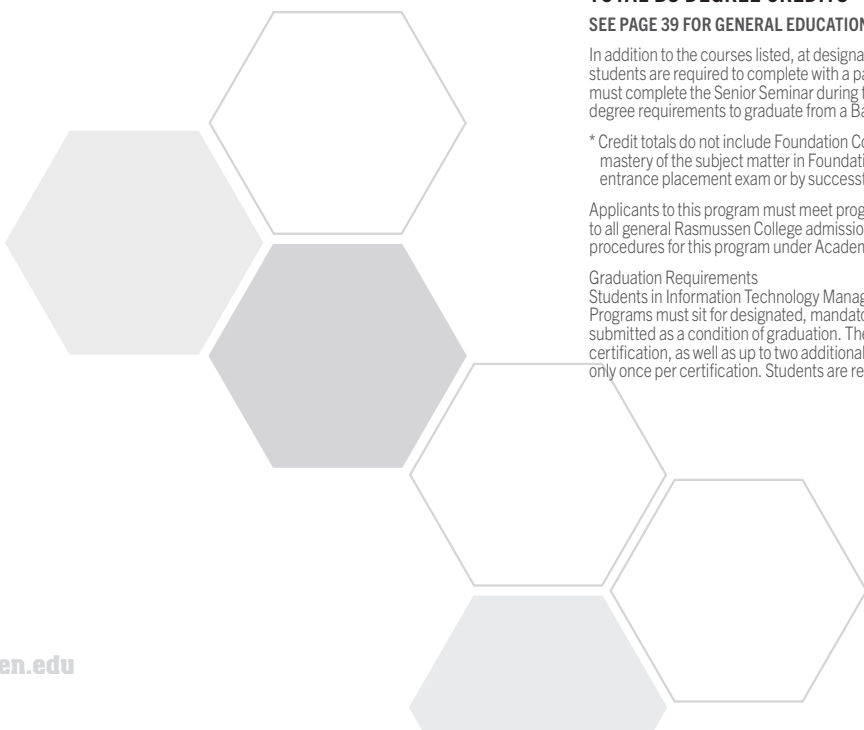 SEE PAGE 39 FOR GENERAL EDUCATION
In addition to the courses listed, at designa
students are required to complete with a pa
must complete the Senior Seminar during t
degree requirements to graduate from a Ba
* Credit totals do not include Foundation Co
mastery of the subject matter in Foundati
entrance placement exam or by successf
Applicants to this program must meet prog
to all general Rasmussen College admissio
procedures for this program under Academ
Graduation Requirements
Students in Information Technology Manag
Programs must sit for designated, mandato
submitted as a condition of graduation. The
certification, as well as up to two additional
only once per certification. Students are re
en.edu